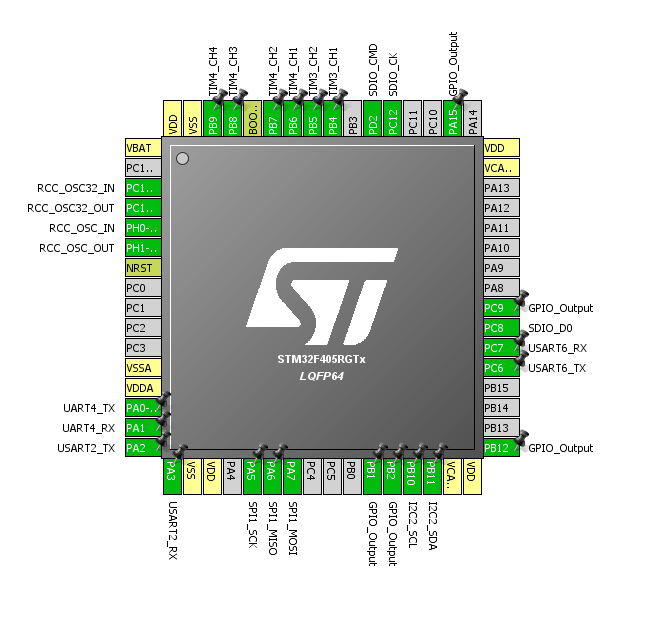 TIM4_CH4
TIM4_CH3
TIM4_CH2
TIM4_CH1
TIM3_CH2
TIM3_CH1
SDIO_CMD
SDIO_CK
GPIO_Output
VDD
VSS
PB9
PB8
BOO..
PB7
PB6
PB5
PB4
PB3
PD2
PC12
PC11
PC10
PA15
PA14
VBAT
PC1..
RCC_OSC32_IN PC1..
RCC_OSC32_OUT PC1..
RCC_OSC_IN PH0-..
RCC_OSC_OUT PH1-..
NRST
PC0
PC1
PC2
PC3
VSSA
VDDA
UART4_TX PA0-..
UART4_RX PA1
USART2_TX PA2
STM32F405RGTx
LQFP64
VDD
VCA..
PA13
PA12
PA11
PA10
PA9
PA8
PC9 GPIO_Output
PC8 SDIO_D0
PC7 USART6_RX
PC6 USART6_TX
PB15
PB14
PB13
PB12 GPIO_Output
PA3
VSS
VDD
PA4
PA5
PA6
PA7
PC4
PC5
PB0
PB1
PB2
PB10
PB11
VCA..
VDD
USART2_RX
SPI1_SCK
SPI1_MISO
SPI1_MOSI
GPIO_Output
GPIO_Output
I2C2_SCL
I2C2_SDA